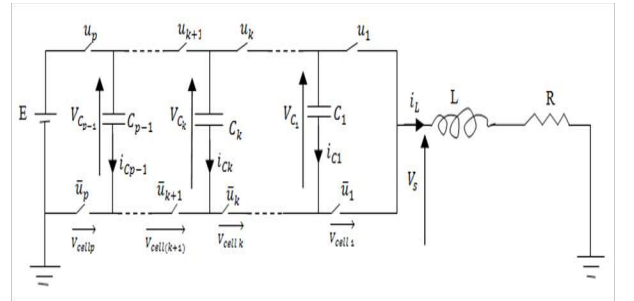 u_p u_{k+1} u_k u_1
E V_{C_{p-1}} C_{p-1} V_{C_k} C_k V_{C_1} C_1 i_L L R
i_{Cp-1} i_{Ck} i_{C1}
V_s
ū_p ū_{k+1} ū_k ū_1
V_{cellp} V_{cell(k+1)} V_{cell k} V_{cell 1}